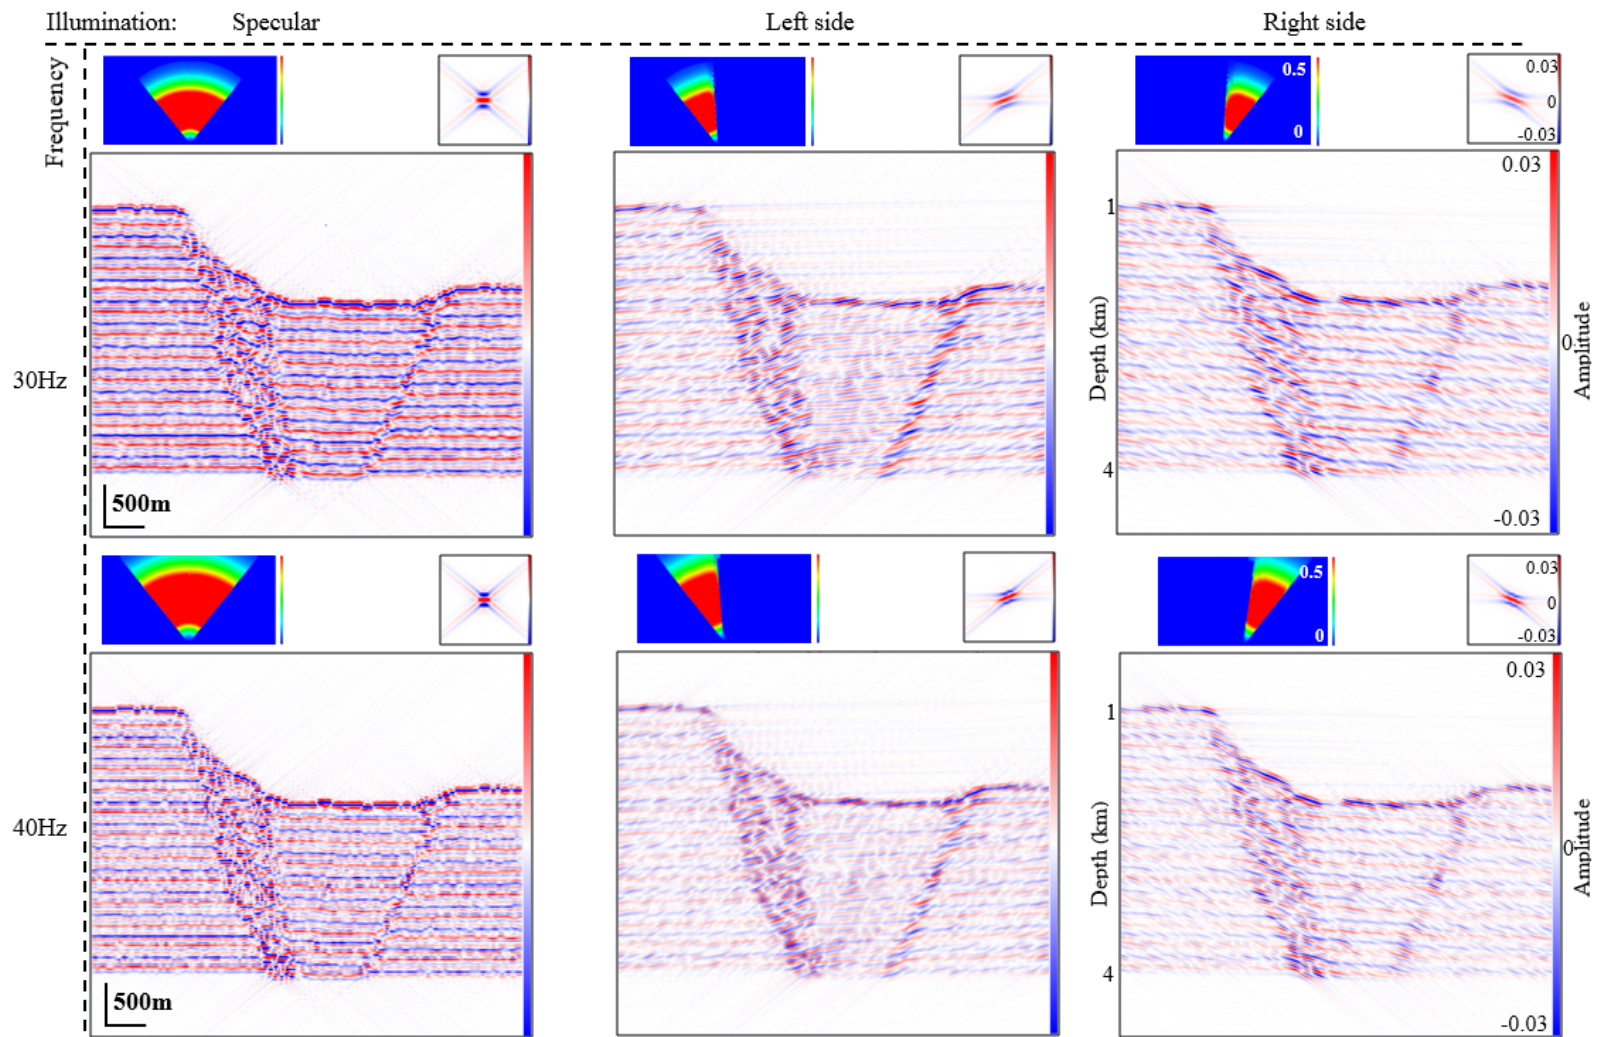 Illumination: Specular Left side Right side
Frequency
0.5
0
0.03
0
-0.03
30Hz
0.03
1
Depth (km)
0.
Amplitude
4
-0.03
500m
0.5
0
0.03
0
-0.03
40Hz
0.03
1
Depth (km)
0
Amplitude
4
-0.03
500m